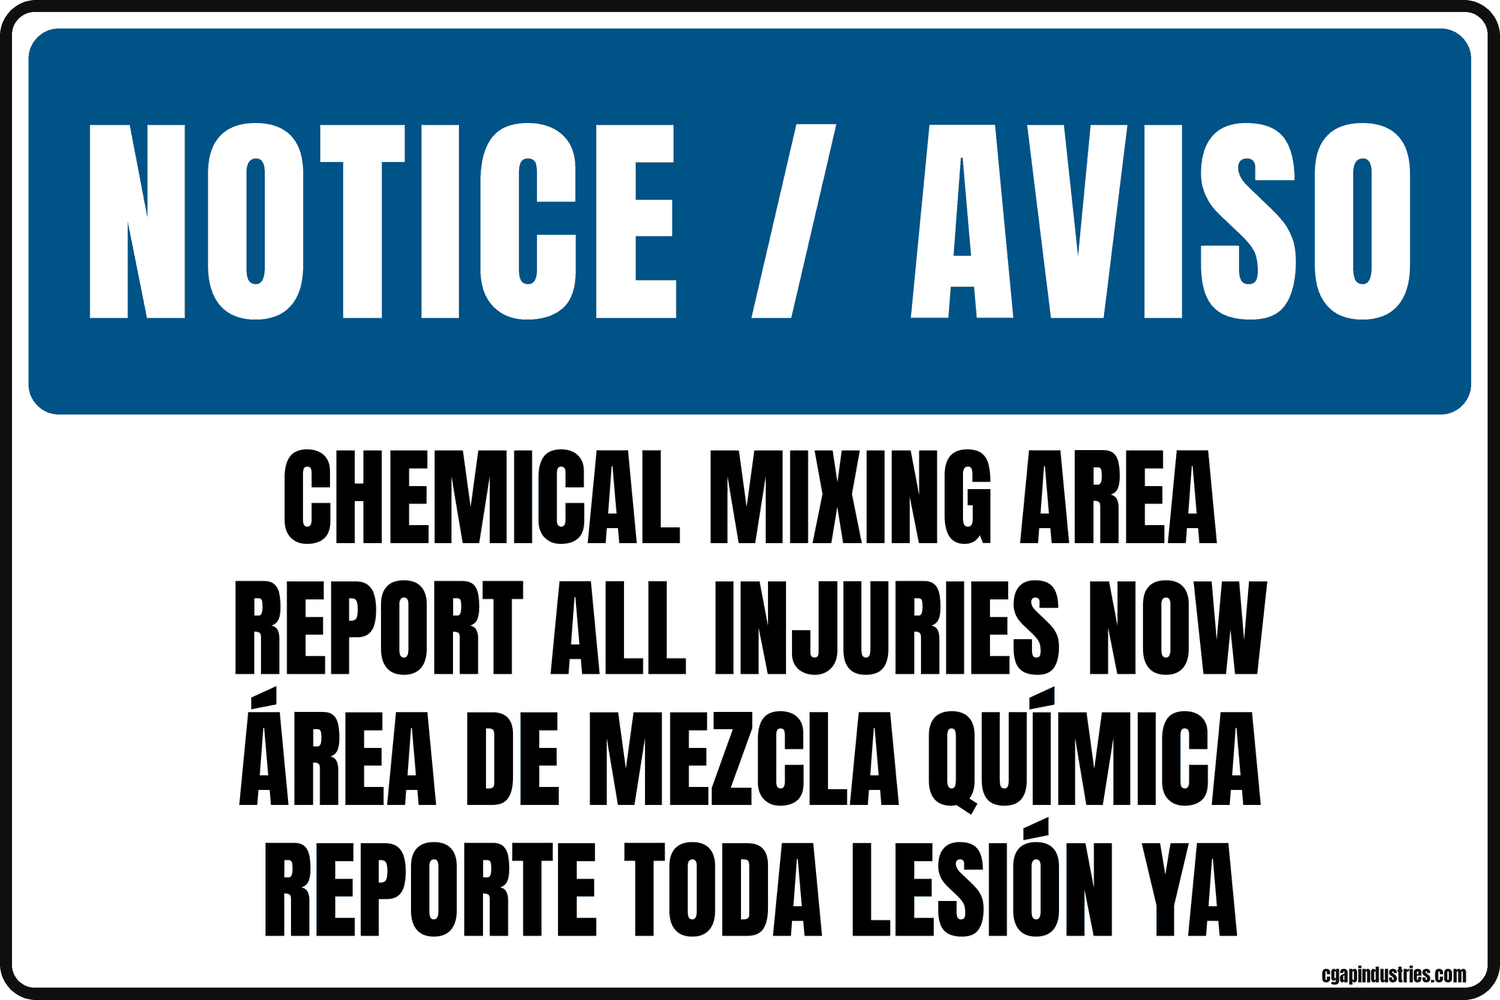 NOTICE / AVISO
CHEMICAL MIXING AREA
REPORT ALL INJURIES NOW
ÁREA DE MEZCLA QUÍMICA
REPORTE TODA LESIÓN YA
cgapindustries.com